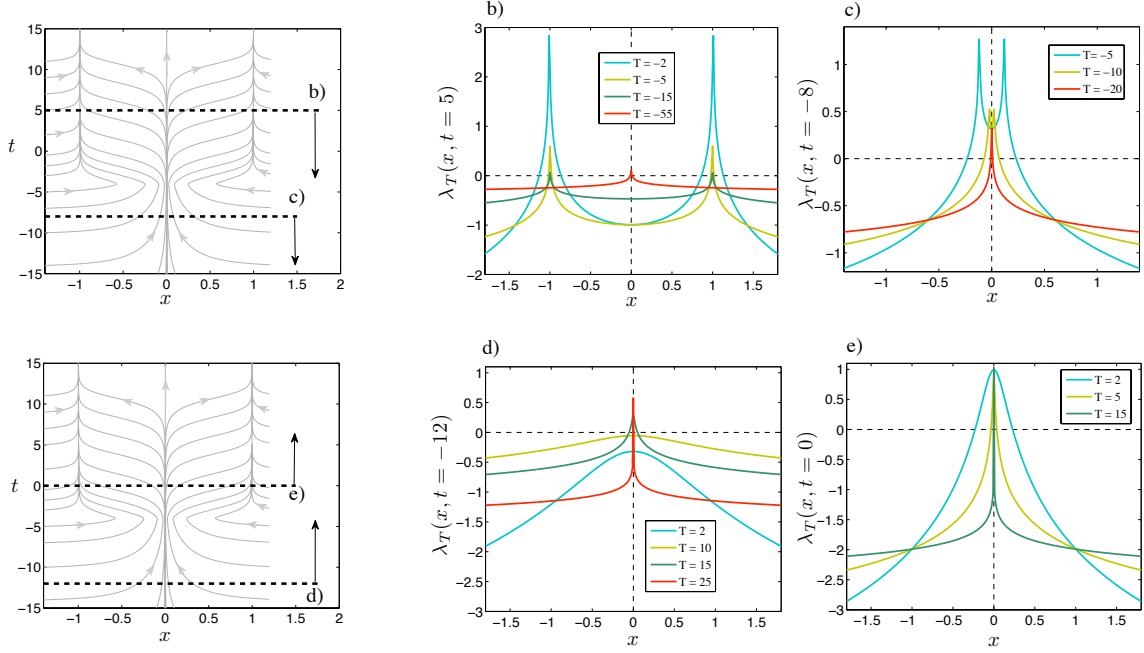 b)
c)
15
10
5
0
−5
−10
−15
t
−1
−0.5
0
0.5
1
1.5
2
x
b)
c)
3
2
1
0
−1
−2
λT(x, t = 5)
−1.5
−1
−0.5
0
0.5
1
1.5
x
T = −2
T = −5
T = −15
T = −55
1
0.5
0
−0.5
−1
λT(x, t = −8)
−1
−0.5
0
0.5
1
x
T= −5
T= −10
T= −20
d)
e)
15
10
5
0
−5
−10
−15
t
−1
−0.5
0
0.5
1
1.5
2
x
e)
d)
1
0.5
0
−0.5
−1
−1.5
−2
−2.5
−3
λT(x, t = −12)
−1.5
−1
−0.5
0
0.5
1
1.5
x
T = 2
T = 10
T = 15
T = 25
1
0.5
0
−0.5
−1
−1.5
−2
−2.5
−3
λT(x, t = 0)
−1.5
−1
−0.5
0
0.5
1
1.5
x
T = 2
T = 5
T = 15